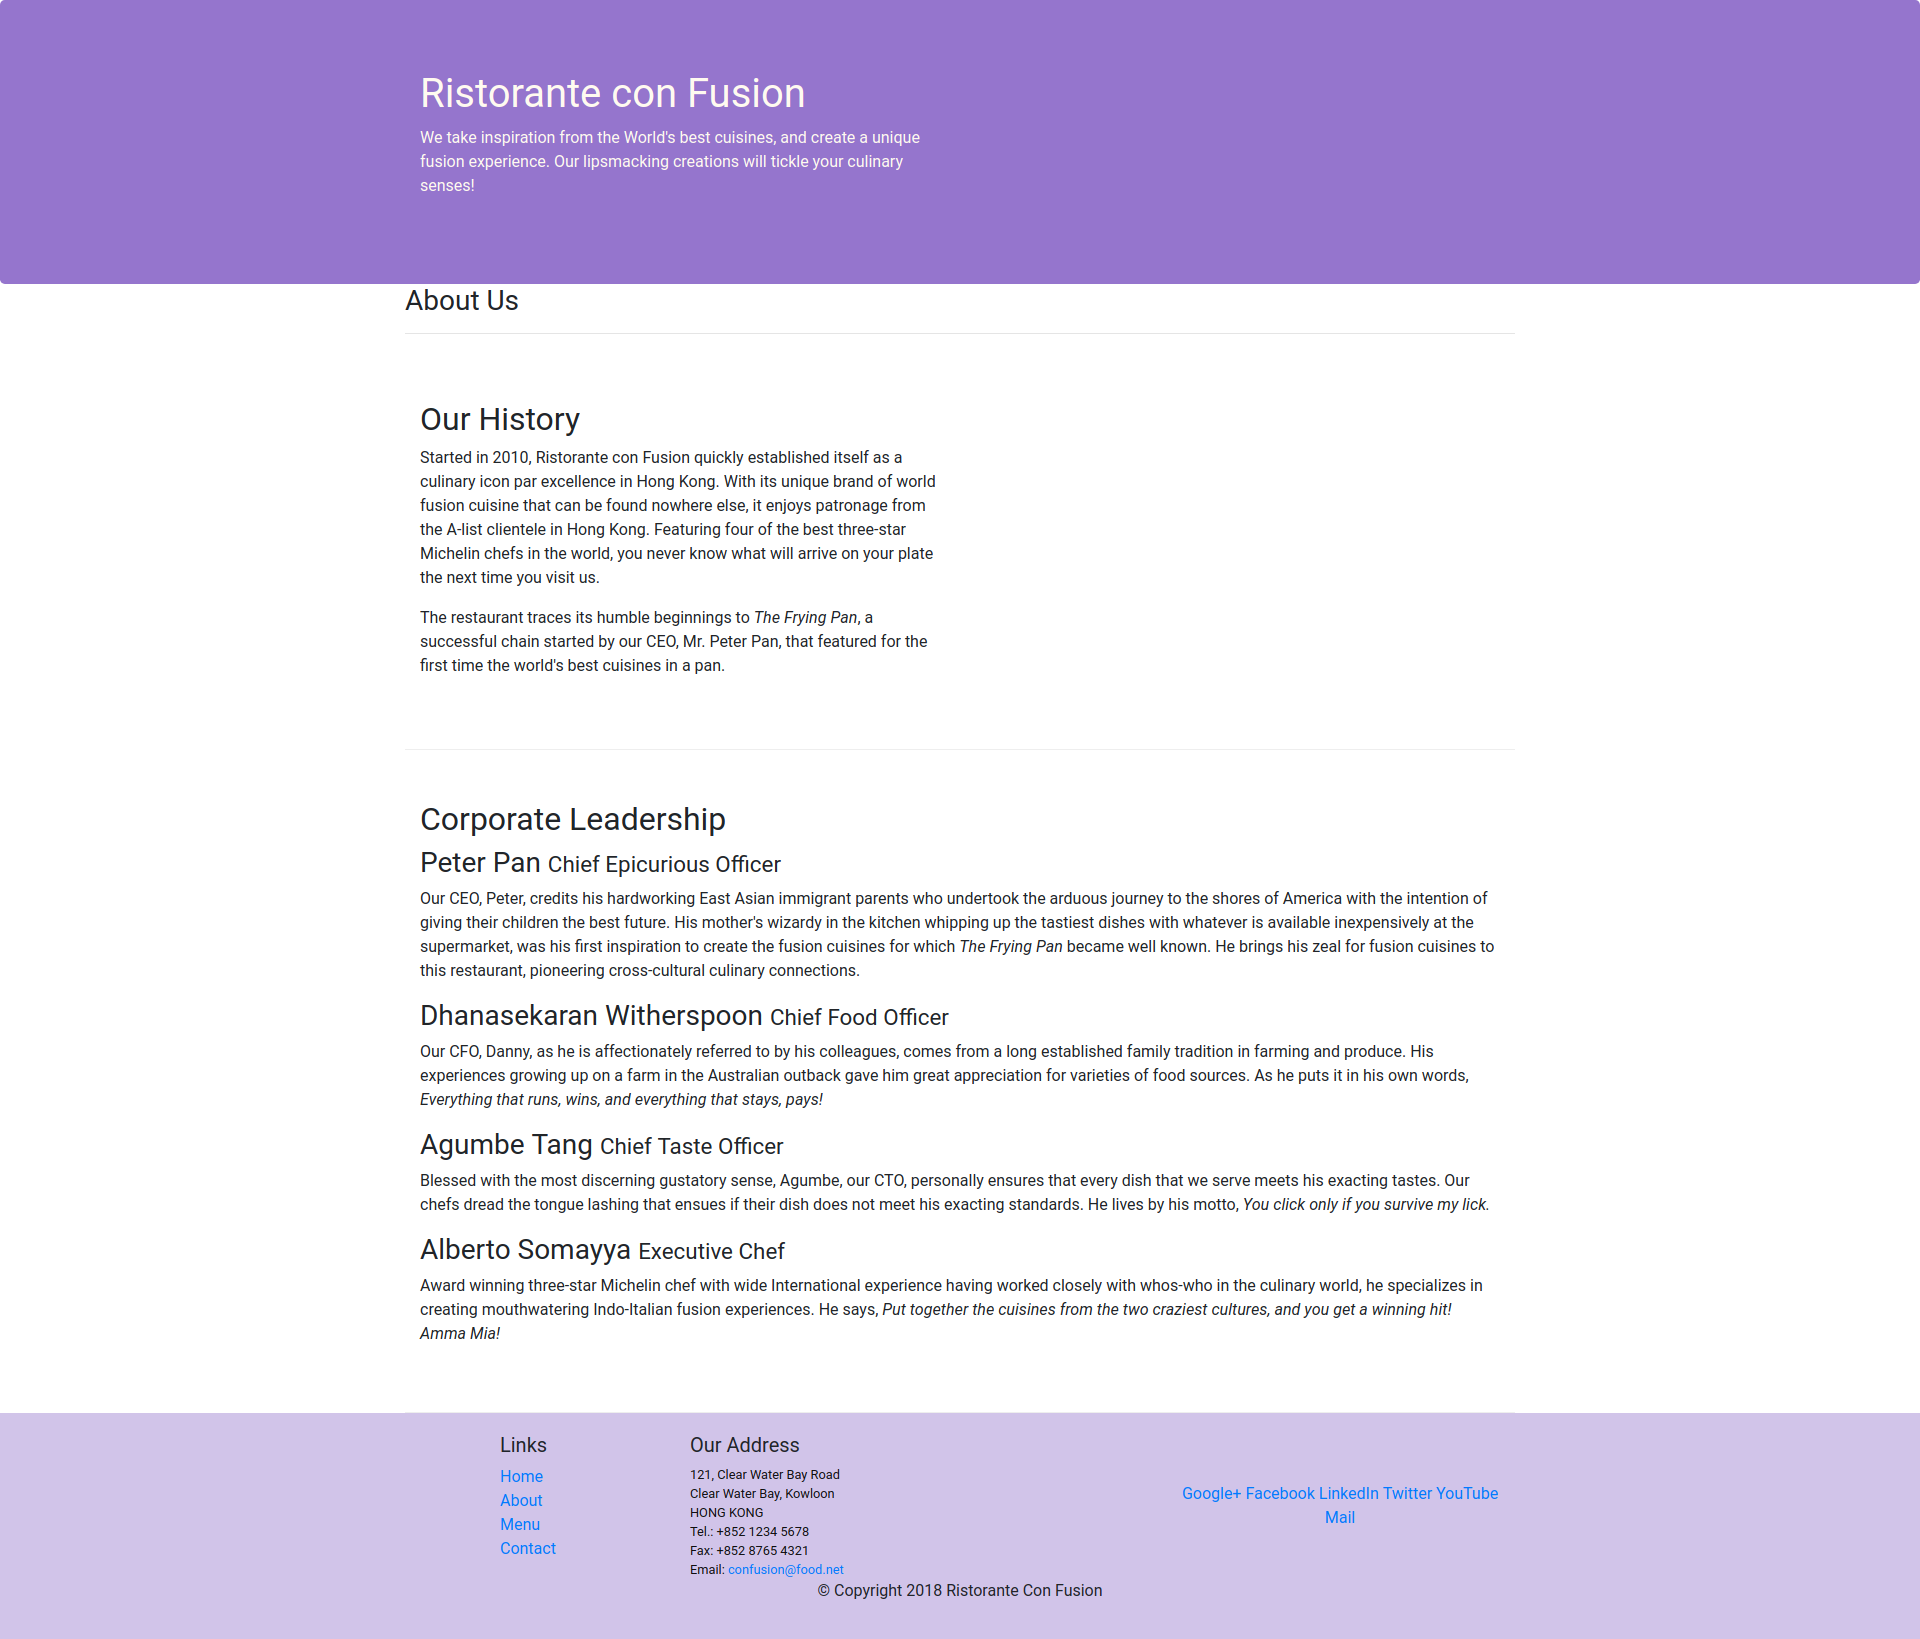 Ristorante con Fusion
We take inspiration from the World's best cuisines, and create a unique
fusion experience. Our lipsmacking creations will tickle your culinary
senses!
About Us
Our History
Started in 2010, Ristorante con Fusion quickly established itself as a
culinary icon par excellence in Hong Kong. With its unique brand of world
fusion cuisine that can be found nowhere else, it enjoys patronage from
the A-list clientele in Hong Kong. Featuring four of the best three-star
Michelin chefs in the world, you never know what will arrive on your plate
the next time you visit us.
The restaurant traces its humble beginnings to The Frying Pan, a
successful chain started by our CEO, Mr. Peter Pan, that featured for the
first time the world's best cuisines in a pan.
Corporate Leadership
Peter Pan Chief Epicurious Officer
Our CEO, Peter, credits his hardworking East Asian immigrant parents who undertook the arduous journey to the shores of America with the intention of
giving their children the best future. His mother's wizardy in the kitchen whipping up the tastiest dishes with whatever is available inexpensively at the
supermarket, was his first inspiration to create the fusion cuisines for which The Frying Pan became well known. He brings his zeal for fusion cuisines to
this restaurant, pioneering cross-cultural culinary connections.
Dhanasekaran Witherspoon Chief Food Officer
Our CFO, Danny, as he is affectionately referred to by his colleagues, comes from a long established family tradition in farming and produce. His
experiences growing up on a farm in the Australian outback gave him great appreciation for varieties of food sources. As he puts it in his own words,
Everything that runs, wins, and everything that stays, pays!
Agumbe Tang Chief Taste Officer
Blessed with the most discerning gustatory sense, Agumbe, our CTO, personally ensures that every dish that we serve meets his exacting tastes. Our
chefs dread the tongue lashing that ensues if their dish does not meet his exacting standards. He lives by his motto, You click only if you survive my lick.
Alberto Somayya Executive Chef
Award winning three-star Michelin chef with wide International experience having worked closely with whos-who in the culinary world, he specializes in
creating mouthwatering Indo-Italian fusion experiences. He says, Put together the cuisines from the two craziest cultures, and you get a winning hit!
Amma Mia!
Links
Home
About
Menu
Contact
Our Address
121, Clear Water Bay Road
Clear Water Bay, Kowloon
HONG KONG
Tel.: +852 1234 5678
Fax: +852 8765 4321
Email: confusion@food.net
Google+ Facebook LinkedIn Twitter YouTube
Mail
© Copyright 2018 Ristorante Con Fusion